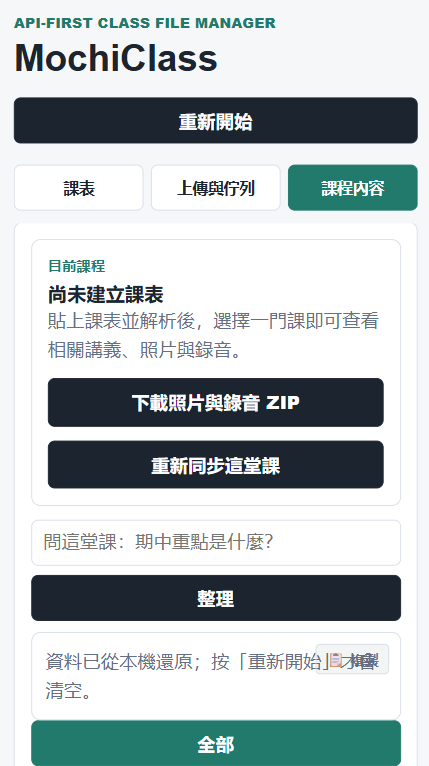 API-FIRST CLASS FILE MANAGER
MochiClass
重新開始
課表
上傳與佇列
課程內容
目前課程
尚未建立課表
貼上課表並解析後，選擇一門課即可查看
相關講義、照片與錄音。
下載照片與錄音 ZIP
重新同步這堂課
問這堂課：期中重點是什麼？
整理
資料已從本機還原；按「重新開始」才會
清空。
複製
全部